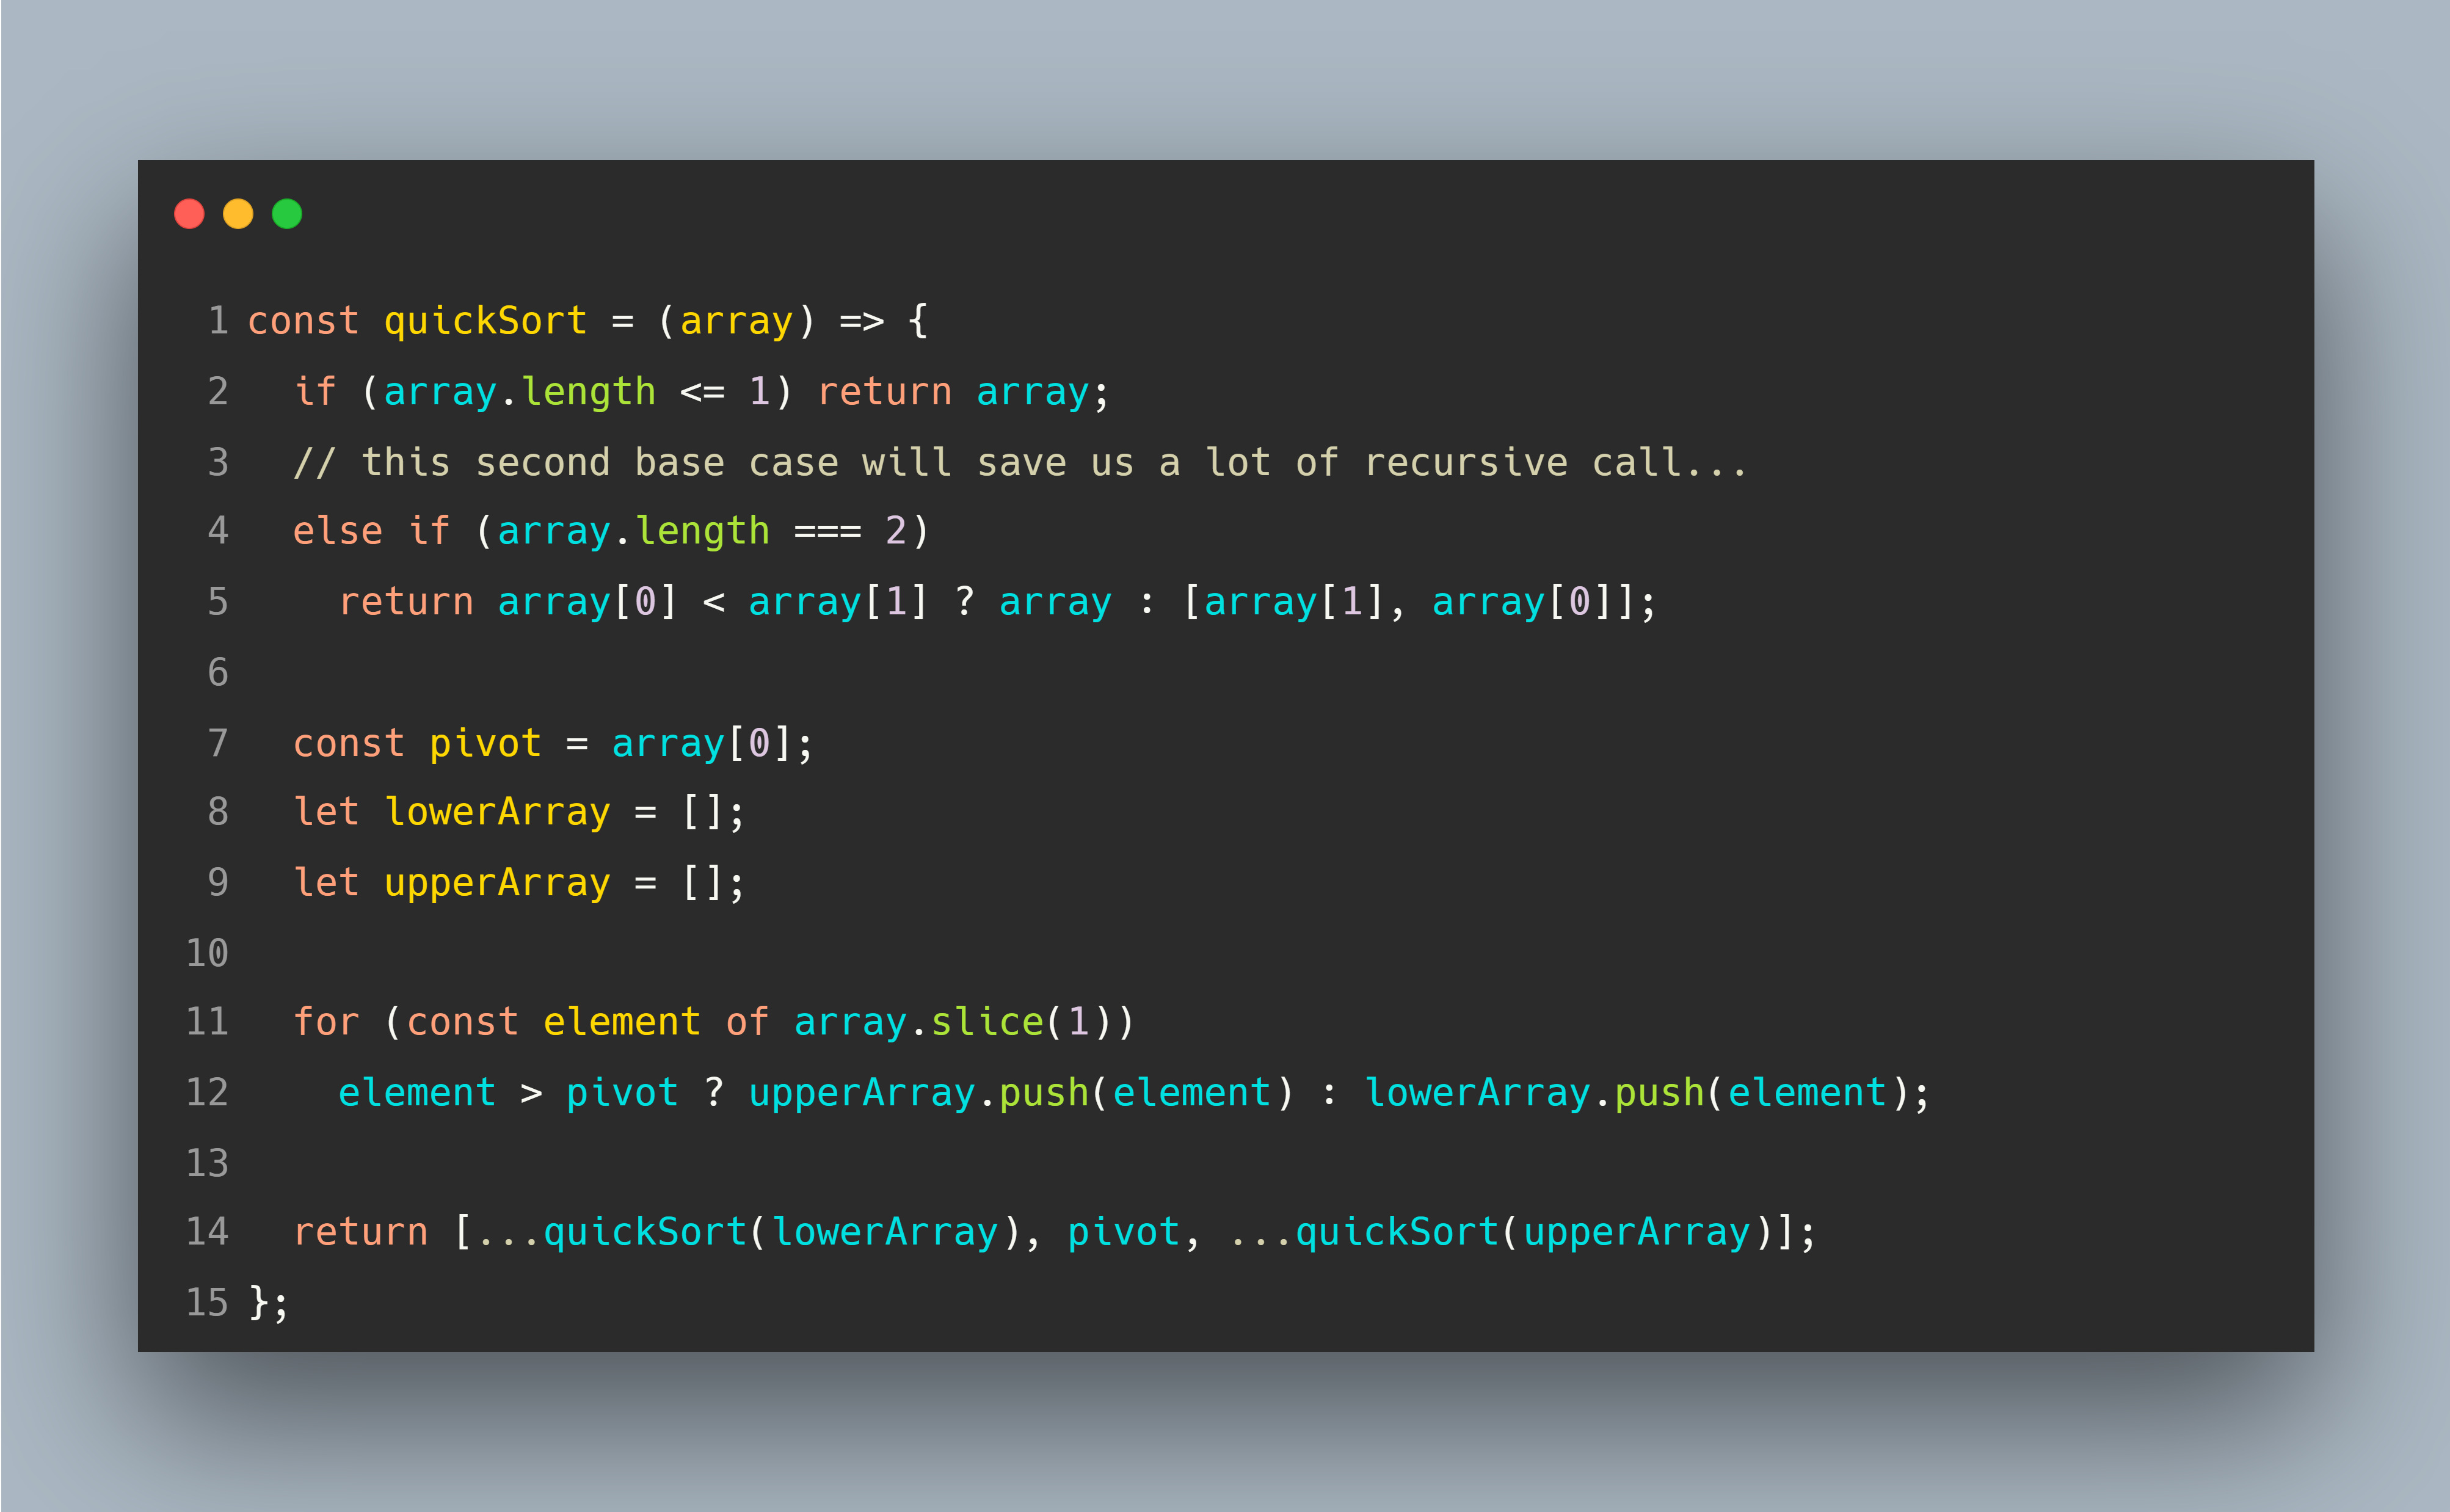 1 const quickSort = (array) => {
2   if (array.length <= 1) return array;
3   // this second base case will save us a lot of recursive call...
4   else if (array.length === 2)
5     return array[0] < array[1] ? array : [array[1], array[0]];
6
7   const pivot = array[0];
8   let lowerArray = [];
9   let upperArray = [];
10
11   for (const element of array.slice(1))
12     element > pivot ? upperArray.push(element) : lowerArray.push(element);
13
14   return [...quickSort(lowerArray), pivot, ...quickSort(upperArray)];
15 };